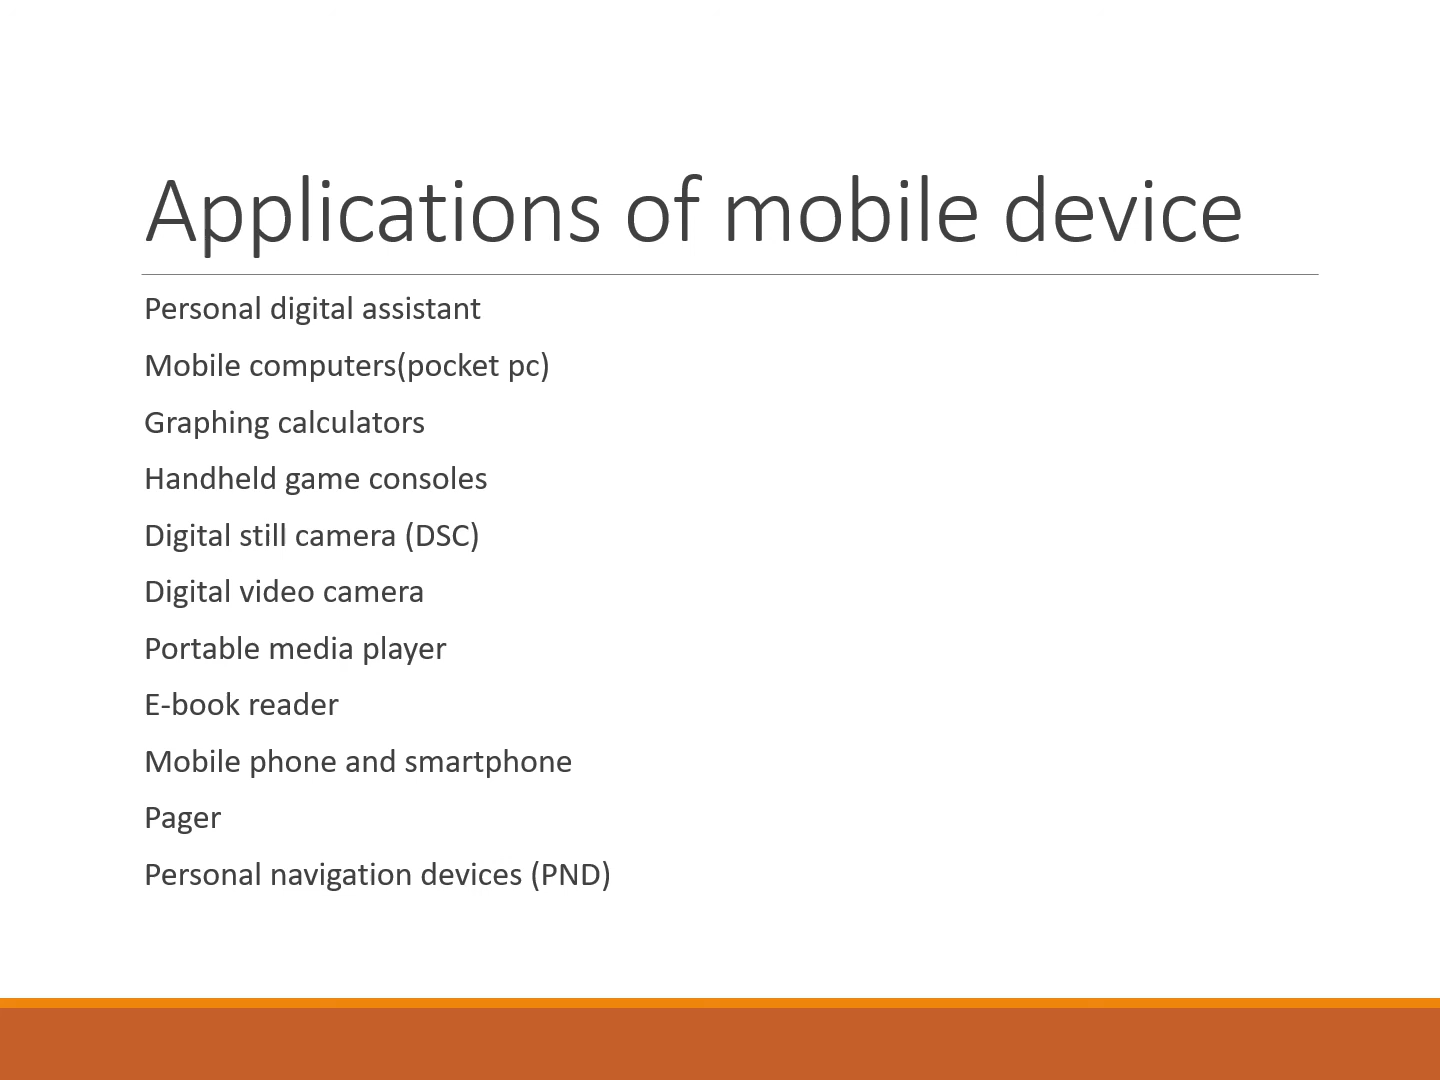 Applications of mobile device
Personal digital assistant
Mobile computers(pocket pc)
Graphing calculators
Handheld game consoles
Digital still camera (DSC)
Digital video camera
Portable media player
E-book reader
Mobile phone and smartphone
Pager
Personal navigation devices (PND)